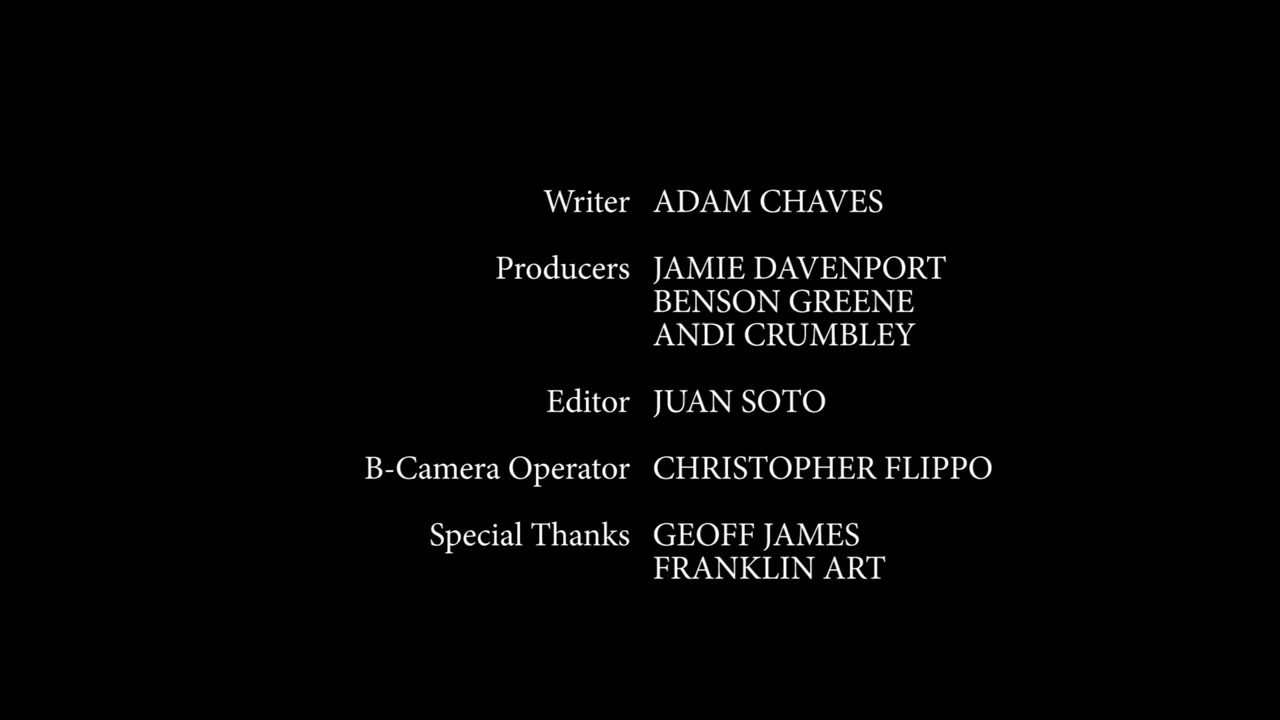 Writer ADAM CHAVES
Producers JAMIE DAVENPORT
BENSON GREENE
ANDI CRUMBLEY
Editor JUAN SOTO
B-Camera Operator CHRISTOPHER FLIPPO
Special Thanks GEOFF JAMES
FRANKLIN ART